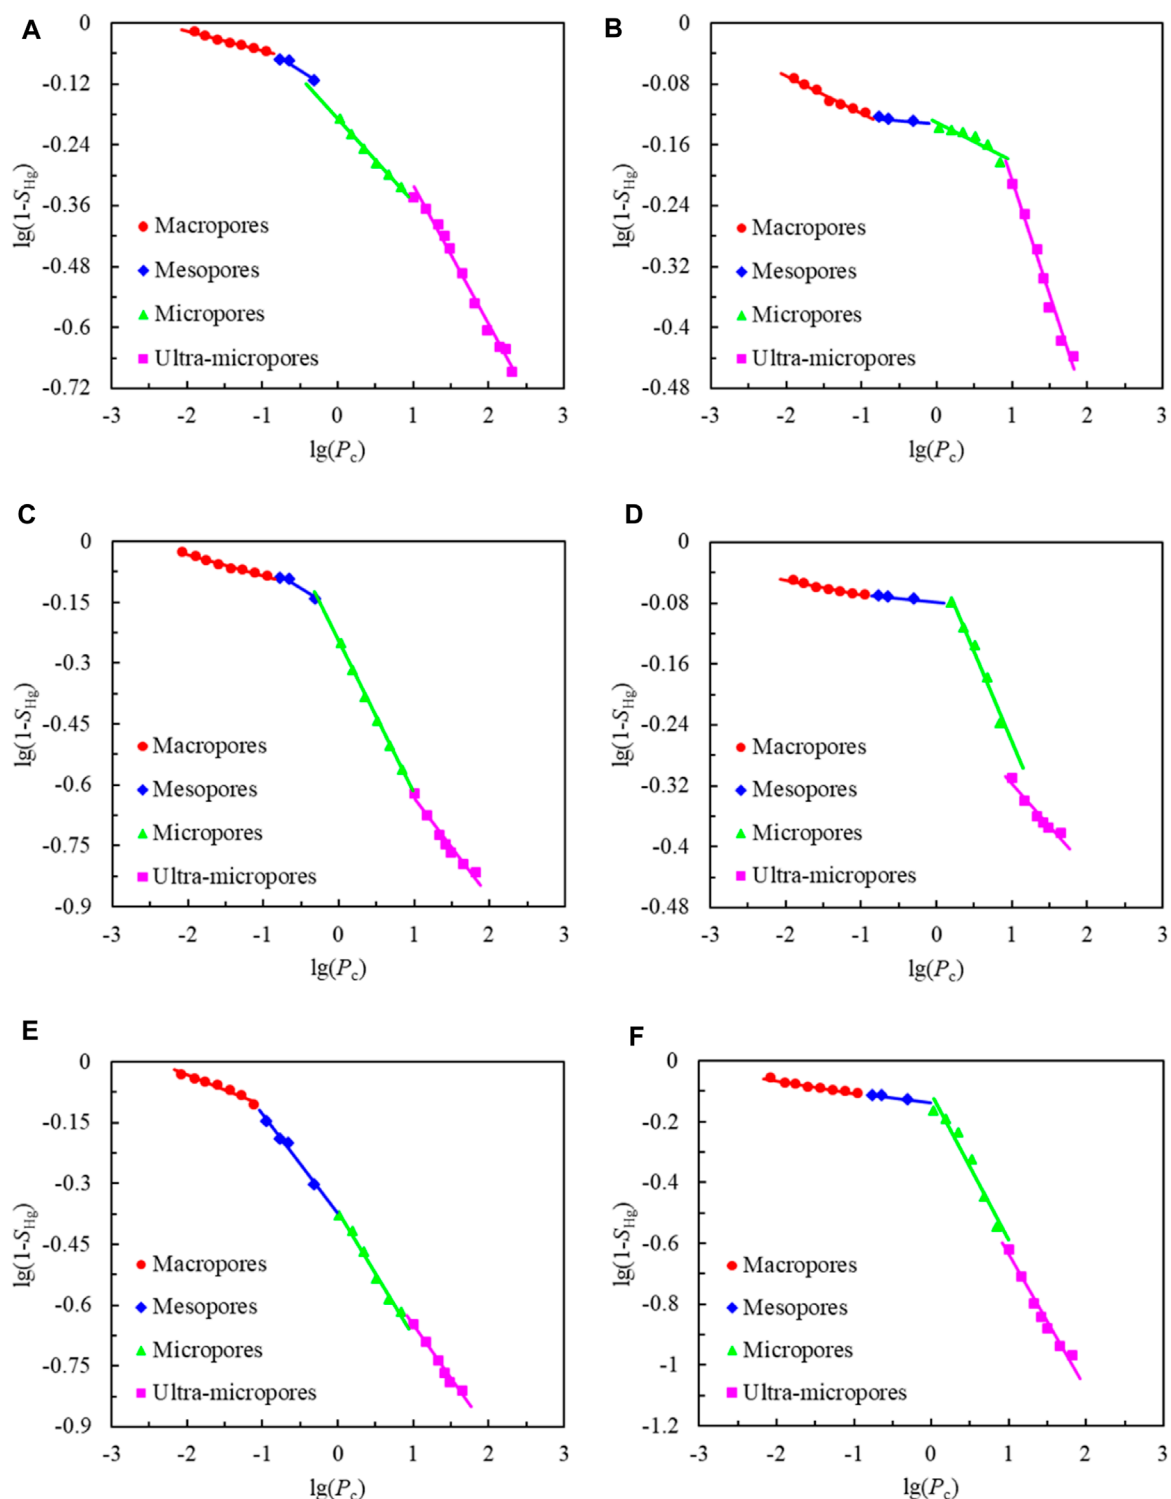 A
0
-0.12
-0.24
-0.36
-0.48
-0.6
-0.72
lg(1-SHg)
Macropores
Mesopores
Micropores
Ultra-micropores
-3 -2 -1 0 1 2 3
lg(Pc)
B
0
-0.08
-0.16
-0.24
-0.32
-0.4
-0.48
lg(1-SHg)
Macropores
Mesopores
Micropores
Ultra-micropores
-3 -2 -1 0 1 2 3
lg(Pc)
C
0
-0.15
-0.3
-0.45
-0.6
-0.75
-0.9
lg(1-SHg)
Macropores
Mesopores
Micropores
Ultra-micropores
-3 -2 -1 0 1 2 3
lg(Pc)
D
0
-0.08
-0.16
-0.24
-0.32
-0.4
-0.48
lg(1-SHg)
Macropores
Mesopores
Micropores
Ultra-micropores
-3 -2 -1 0 1 2 3
lg(Pc)
E
0
-0.15
-0.3
-0.45
-0.6
-0.75
-0.9
lg(1-SHg)
Macropores
Mesopores
Micropores
Ultra-micropores
-3 -2 -1 0 1 2 3
lg(Pc)
F
0
-0.2
-0.4
-0.6
-0.8
-1
-1.2
lg(1-SHg)
Macropores
Mesopores
Micropores
Ultra-micropores
-3 -2 -1 0 1 2 3
lg(Pc)